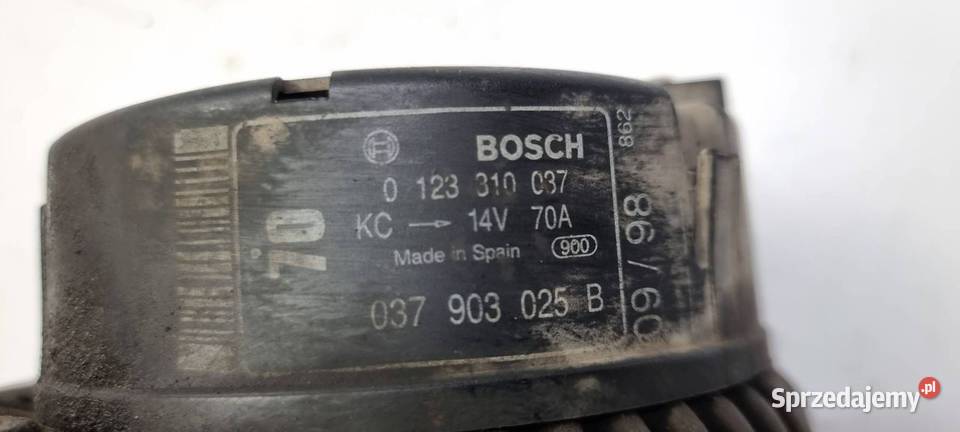 BOSCH
0 123 310 037
KC → 14V 70A
Made in Spain 900
037 903 025 B
70
862
09/98
Sprzedajemy.pl